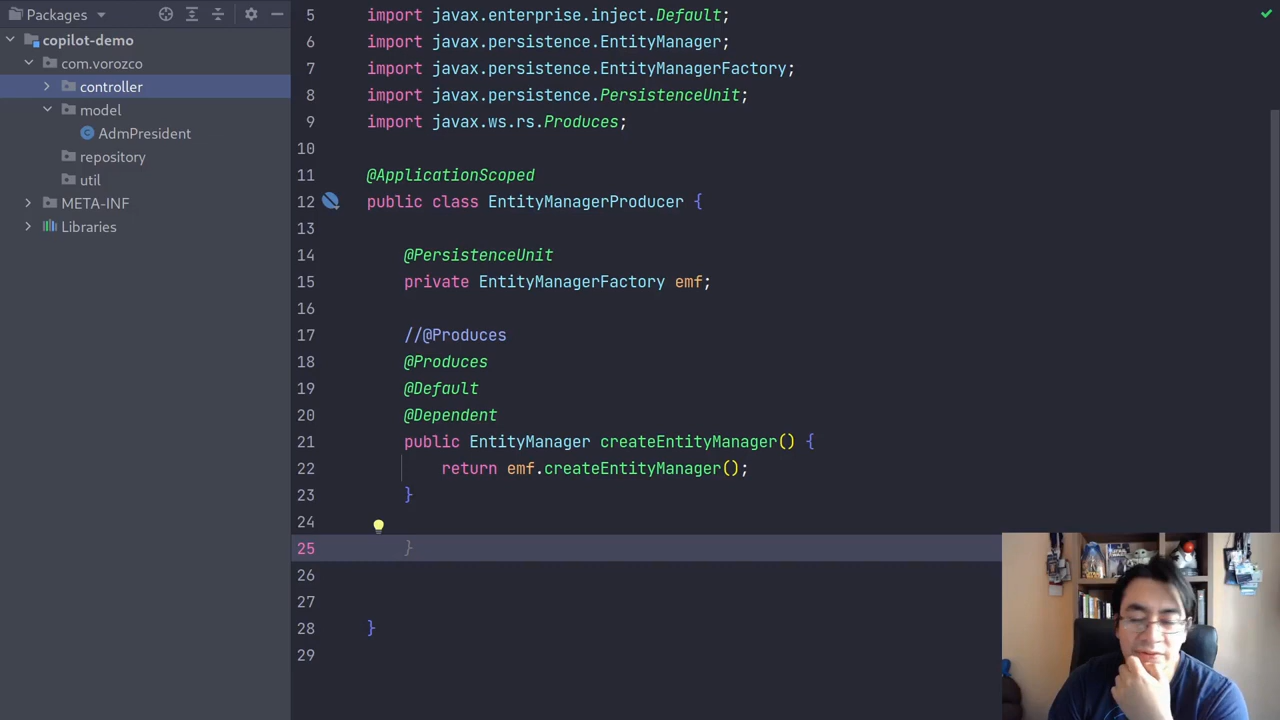 Packages
copilot-demo
com.vorozco
controller
model
AdmPresident
repository
util
META-INF
Libraries
5 import javax.enterprise.inject.Default;
6 import javax.persistence.EntityManager;
7 import javax.persistence.EntityManagerFactory;
8 import javax.persistence.PersistenceUnit;
9 import javax.ws.rs.Produces;
10
11 @ApplicationScoped
12 public class EntityManagerProducer {
13
14 @PersistenceUnit
15 private EntityManagerFactory emf;
16
17 //@Produces
18 @Produces
19 @Default
20 @Dependent
21 public EntityManager createEntityManager() {
22 return emf.createEntityManager();
23 }
24
25 }
26
27
28 }
29